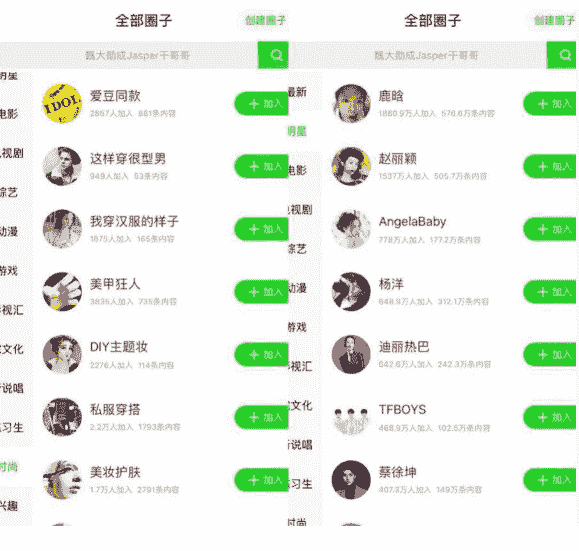 全部圈子
创建圈子
甄大勋成Jasper干哥哥
明星
电影
视剧
综艺
动漫
游戏
视汇
文化
说唱
习生
时尚
兴趣
爱豆同款
2867人加入 881条内容
加入
这样穿很型男
949人加入 53条内容
加入
我穿汉服的样子
1875人加入 165条内容
加入
美甲狂人
3835人加入 735条内容
加入
DIY主题妆
2276人加入 114条内容
加入
私服穿搭
2.2万人加入 1793条内容
加入
美妆护肤
1.7万人加入 2791条内容
加入
全部圈子
创建圈子
甄大勋成Jasper干哥哥
最新
明星
电影
视剧
综艺
动漫
游戏
视汇
文化
说唱
习生
时尚
鹿晗
1860.9万人加入 576.6万条内容
加入
赵丽颖
1537万人加入 505.7万条内容
加入
AngelaBaby
778万人加入 177.2万条内容
加入
杨洋
648.9万人加入 312.1万条内容
加入
迪丽热巴
642.6万人加入 242.3万条内容
加入
TFBOYS
468.9万人加入 102.5万条内容
加入
蔡徐坤
407.8万人加入 149万条内容
加入